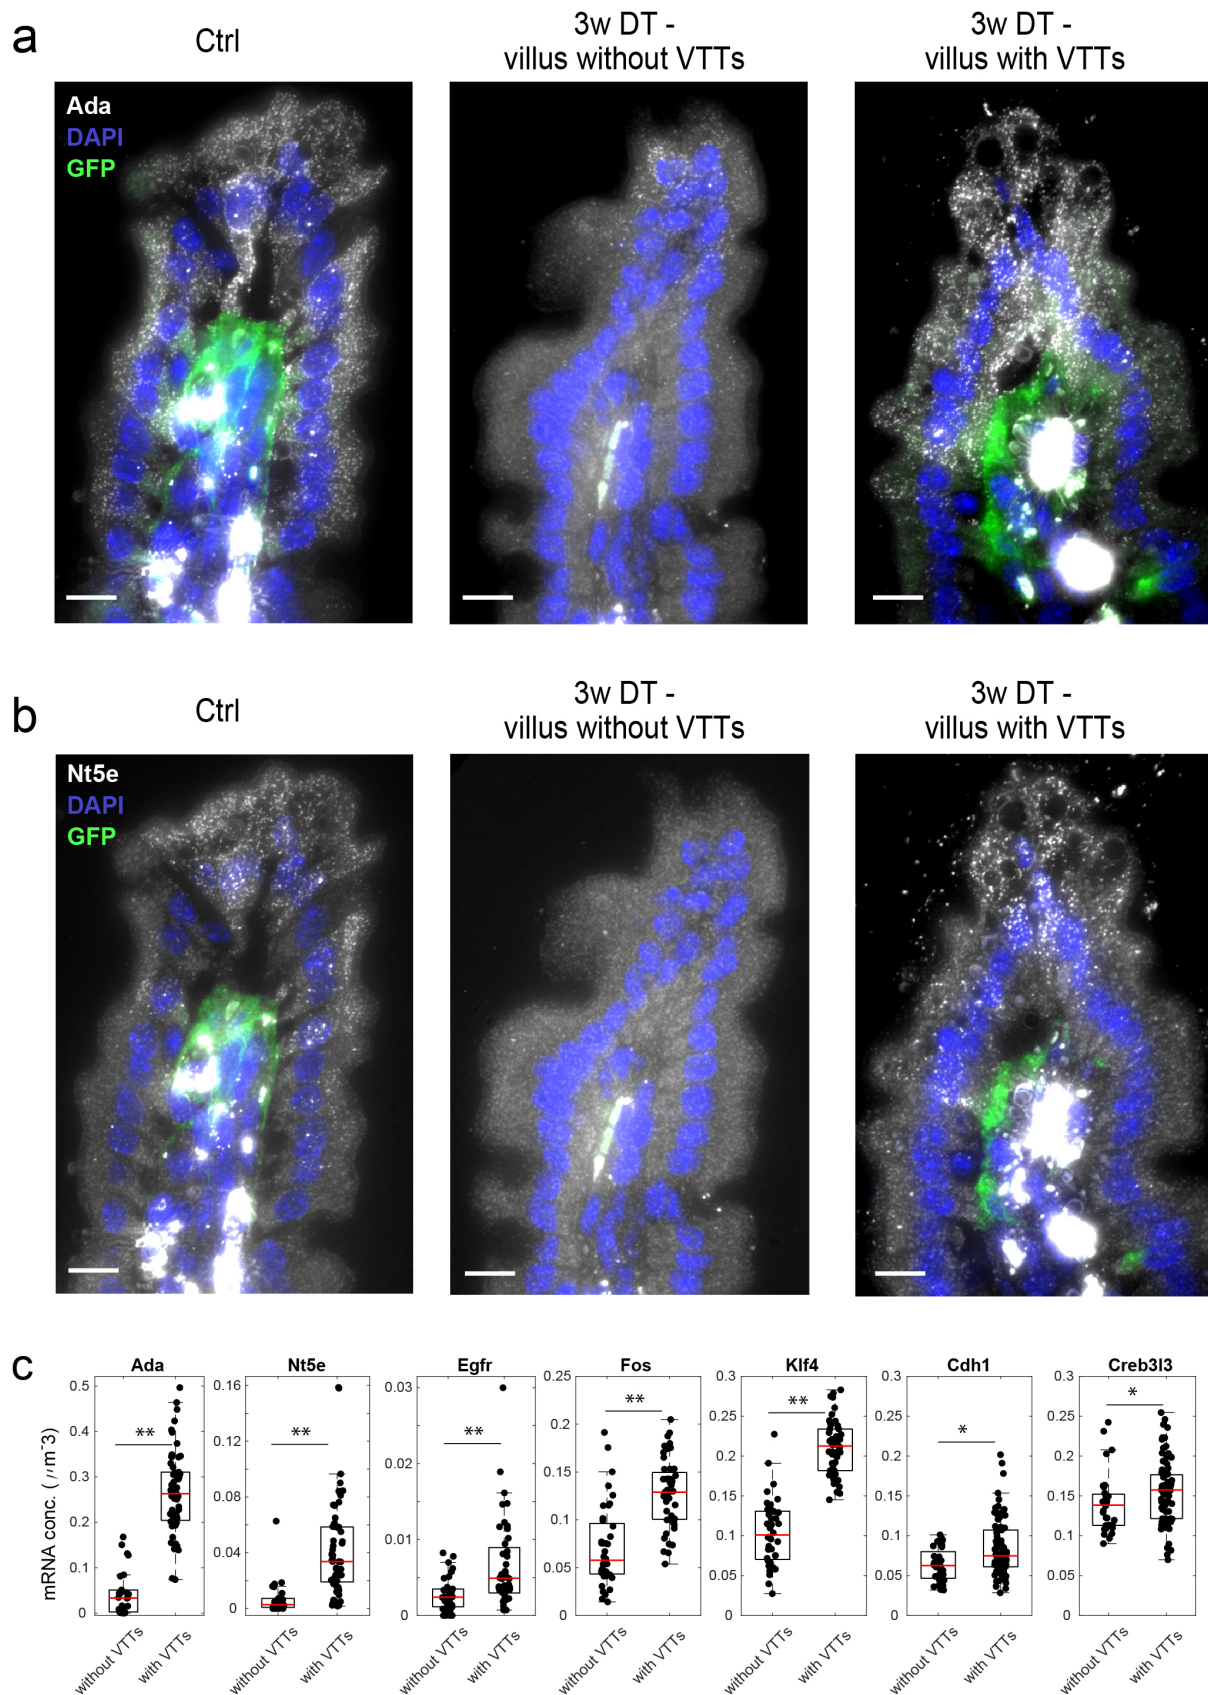 a
Ctrl
3w DT -
villus without VTTs
3w DT -
villus with VTTs
Ada
DAPI
GFP
b
Ctrl
3w DT -
villus without VTTs
3w DT -
villus with VTTs
Nt5e
DAPI
GFP
c
Ada
Nt5e
Egfr
Fos
Klf4
Cdh1
Creb3l3
mRNA conc. (μm⁻3)
0.5
0.4
0.3
0.2
0.1
0
**
without VTTs
with VTTs
0.16
0.12
0.08
0.04
0
**
without VTTs
with VTTs
0.03
0.02
0.01
0
**
without VTTs
with VTTs
0.25
0.2
0.15
0.1
0.05
0
**
without VTTs
with VTTs
0.3
0.25
0.2
0.15
0.1
0.05
0
**
without VTTs
with VTTs
0.3
0.25
0.2
0.15
0.1
0.05
0
*
without VTTs
with VTTs
0.3
0.25
0.2
0.15
0.1
0.05
0
*
without VTTs
with VTTs